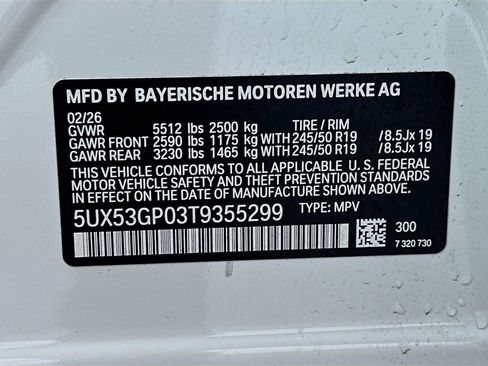 MFD BY BAYERISCHE MOTOREN WERKE AG
02/26
GVWR 5512 lbs 2500 kg TIRE / RIM
GAWR FRONT 2590 lbs 1175 kg WITH 245/50 R19 / 8.5Jx 19
GAWR REAR 3230 lbs 1465 kg WITH 245/50 R19 / 8.5Jx 19
THIS VEHICLE CONFORMS TO ALL APPLICABLE U. S. FEDERAL
MOTOR VEHICLE SAFETY, BUMPER, AND THEFT PREVENTION STANDARDS
IN EFFECT ON THE DATE OF MANUFACTURE SHOWN ABOVE.
5UX53GP03T9355299 TYPE: MPV
300
7 320 730